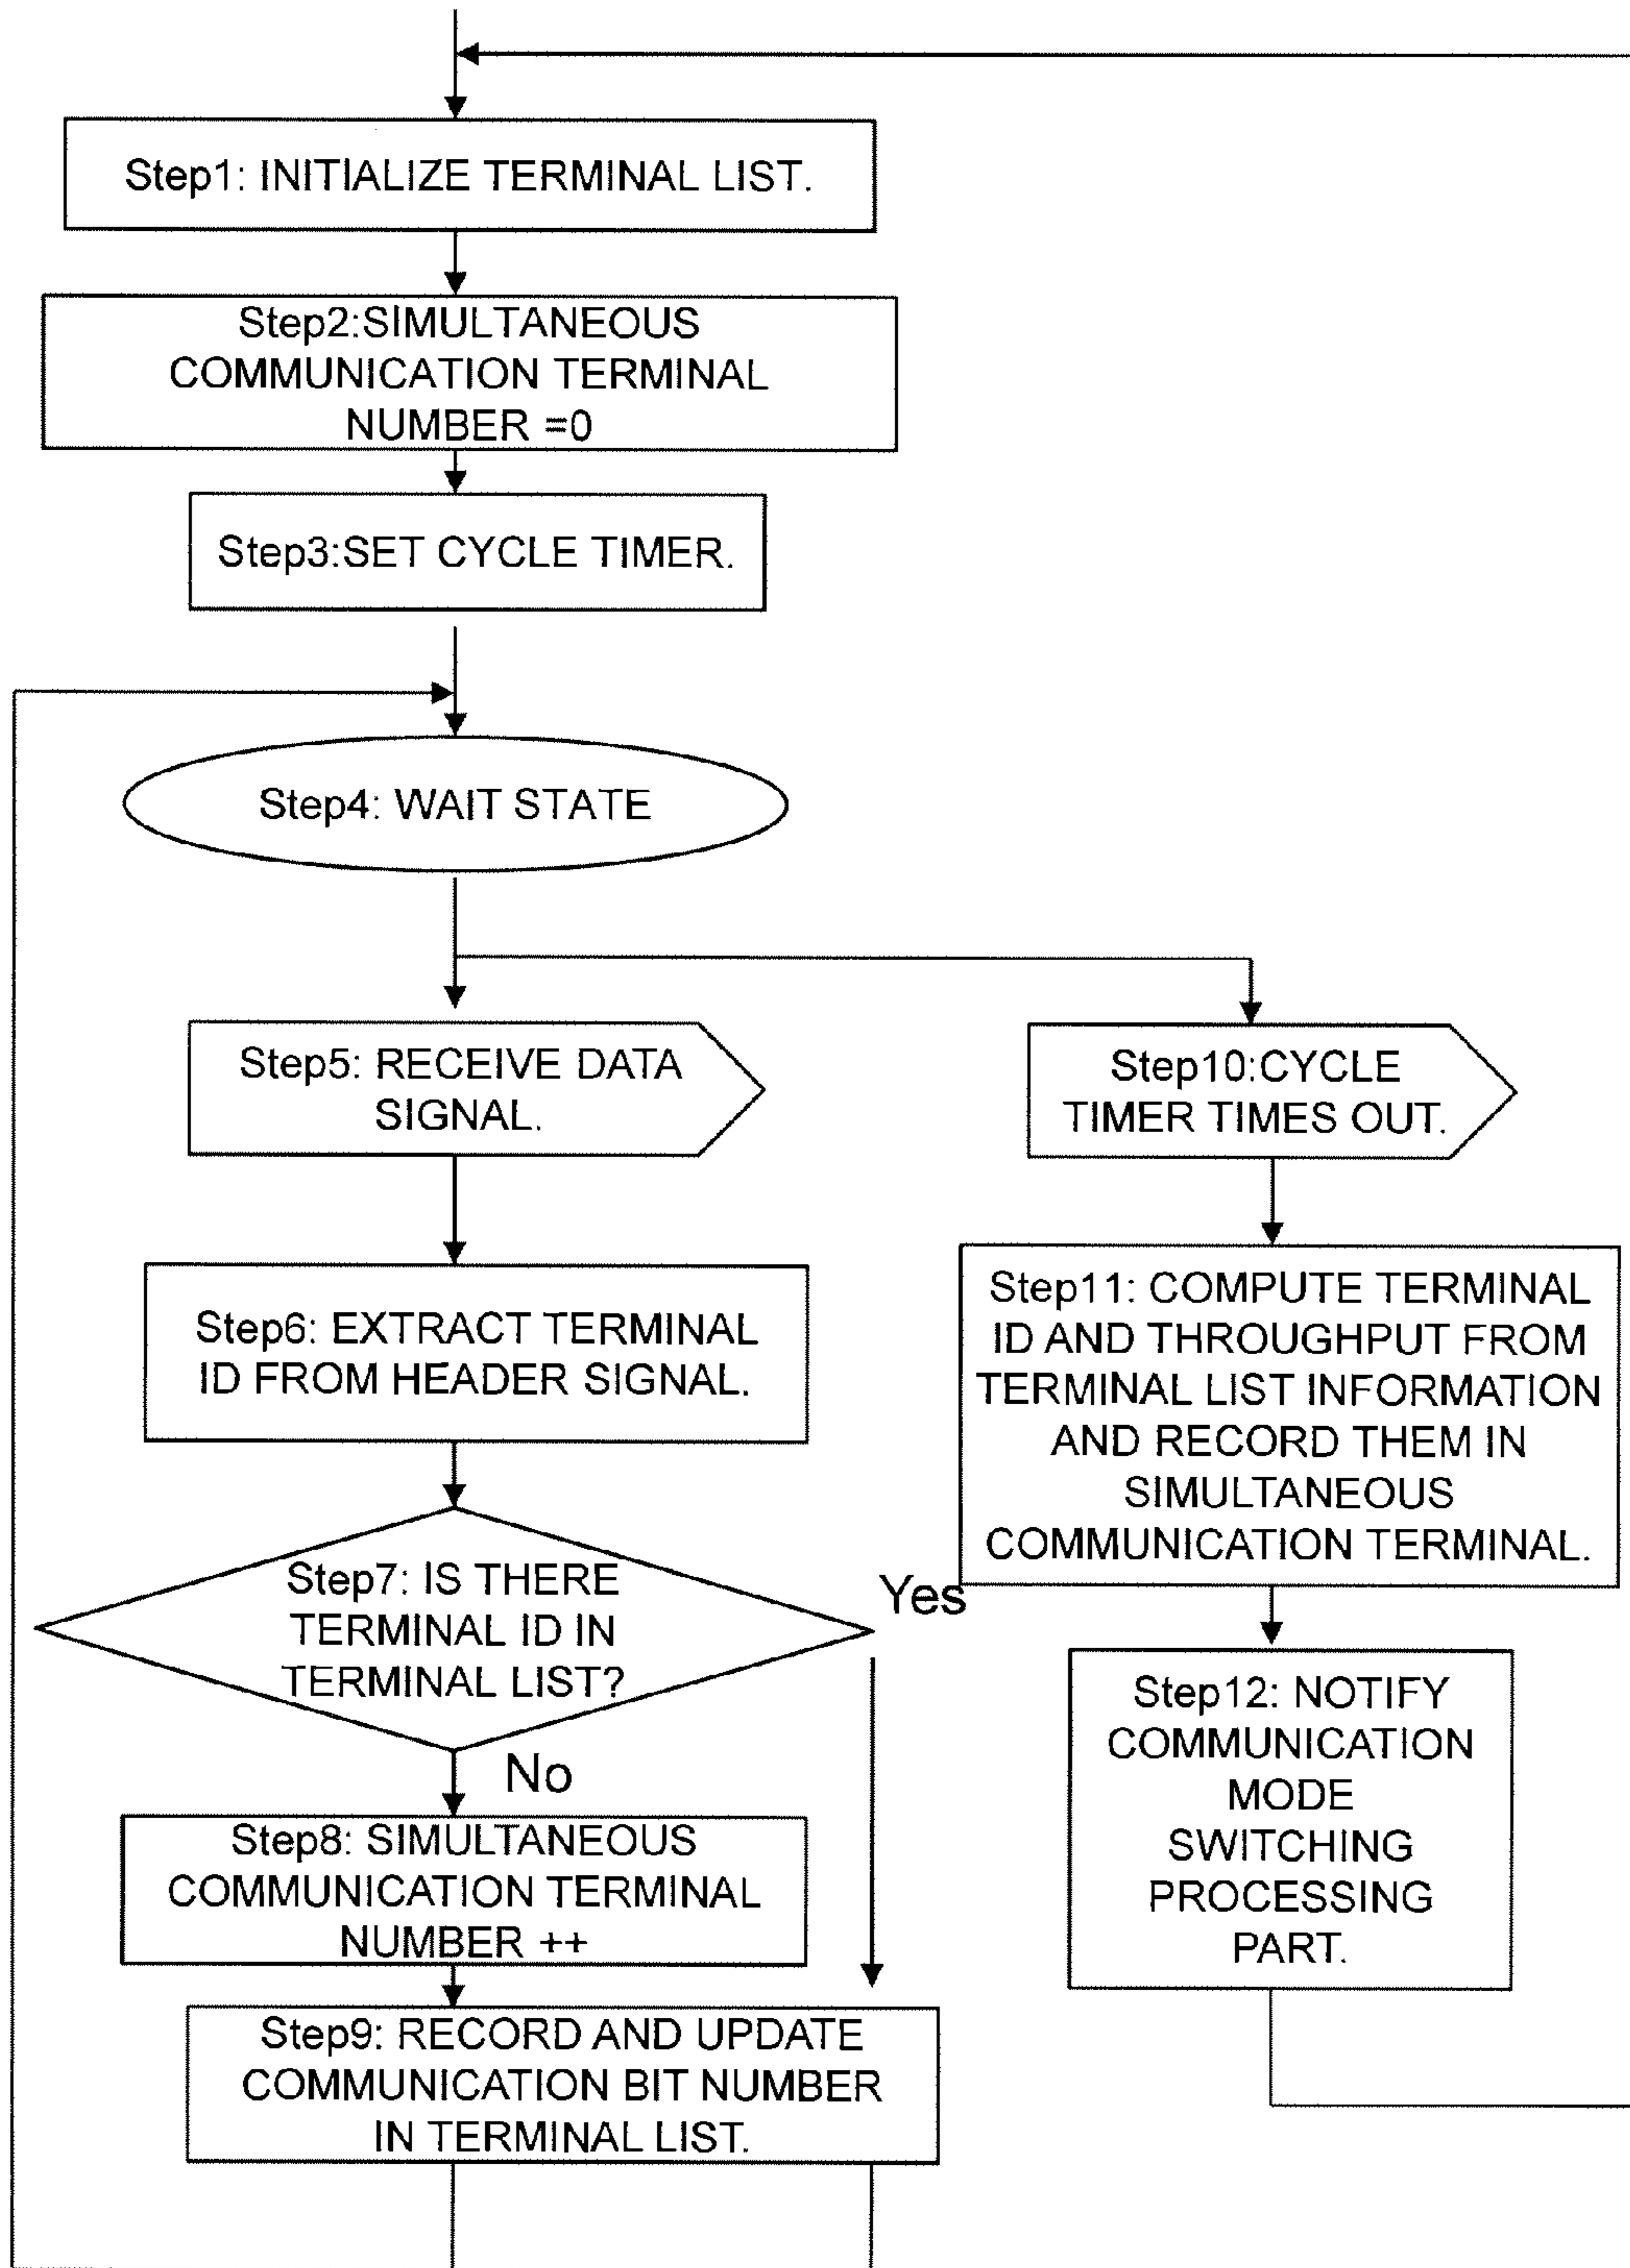 Step1: INITIALIZE TERMINAL LIST.
Step2:SIMULTANEOUS
COMMUNICATION TERMINAL
NUMBER =0
Step3:SET CYCLE TIMER.
Step4: WAIT STATE
Step5: RECEIVE DATA
SIGNAL.
Step6: EXTRACT TERMINAL
ID FROM HEADER SIGNAL.
Step7: IS THERE
TERMINAL ID IN
TERMINAL LIST?
Yes
No
Step8: SIMULTANEOUS
COMMUNICATION TERMINAL
NUMBER ++
Step9: RECORD AND UPDATE
COMMUNICATION BIT NUMBER
IN TERMINAL LIST.
Step10:CYCLE
TIMER TIMES OUT.
Step11: COMPUTE TERMINAL
ID AND THROUGHPUT FROM
TERMINAL LIST INFORMATION
AND RECORD THEM IN
SIMULTANEOUS
COMMUNICATION TERMINAL.
Step12: NOTIFY
COMMUNICATION
MODE
SWITCHING
PROCESSING
PART.